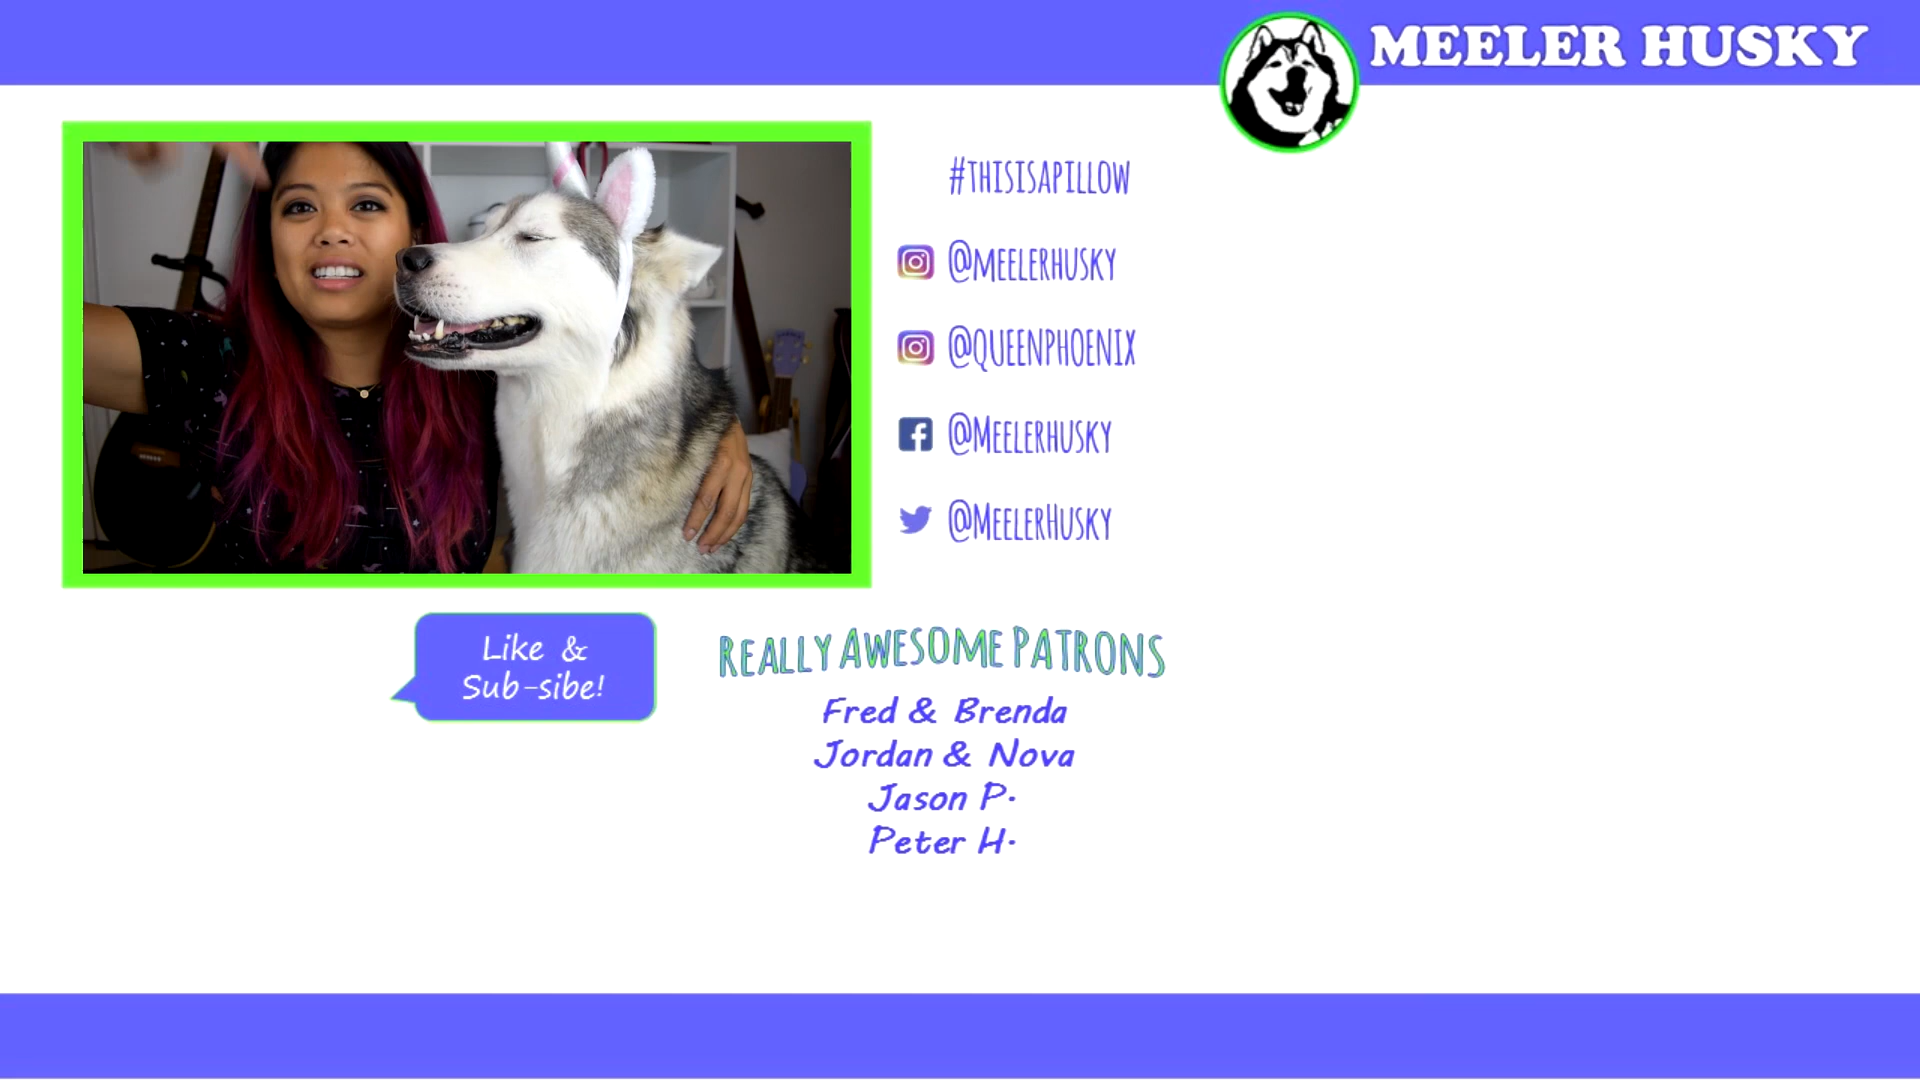 MEELER HUSKY
#THISISAPILLOW
@MEELERHUSKY
@QUEENPHOENIX
@MEELERHUSKY
@MEELERHUSKY
Like &
Sub-sibe!
REALLY AWESOME PATRONS
Fred & Brenda
Jordan & Nova
Jason P.
Peter H.